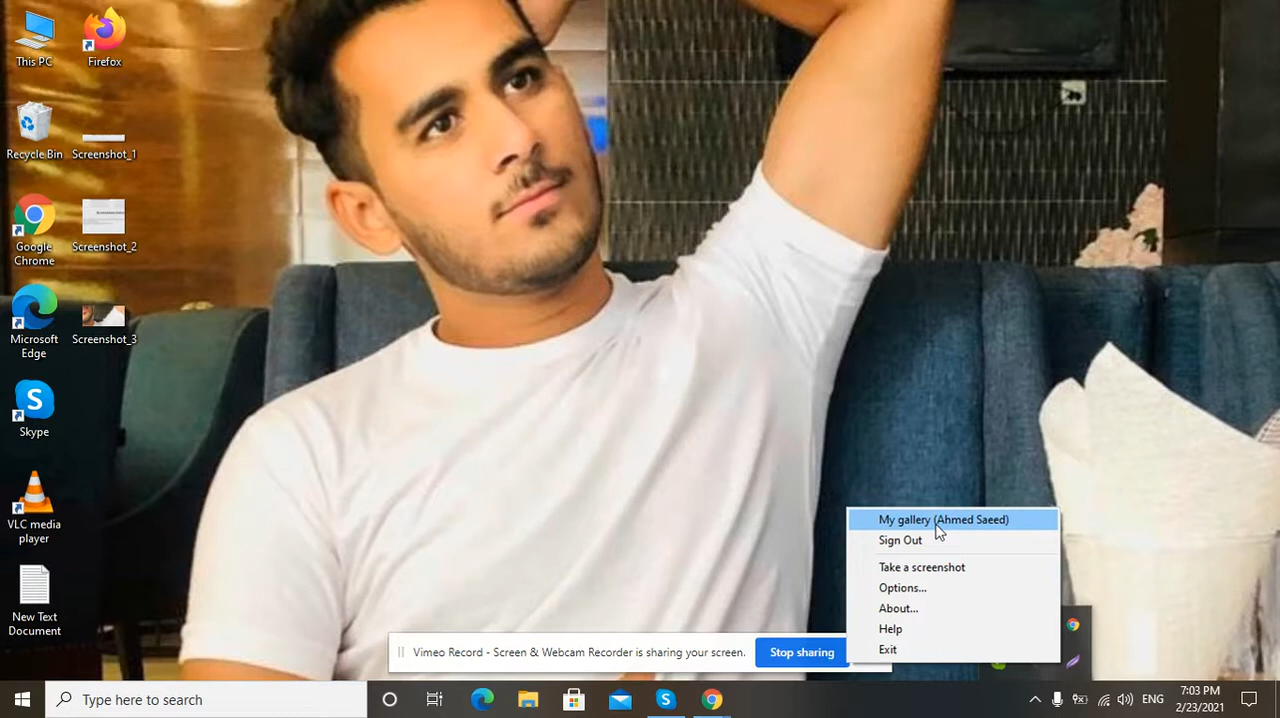 This PC
Firefox
Recycle Bin
Screenshot_1
Google
Chrome
Screenshot_2
Microsoft
Edge
Screenshot_3
Skype
VLC media
player
New Text
Document
My gallery (Ahmed Saeed)
Sign Out
Take a screenshot
Options...
About...
Help
Exit
Vimeo Record - Screen & Webcam Recorder is sharing your screen.
Stop sharing
Type here to search
ENG
7:03 PM
2/23/2021